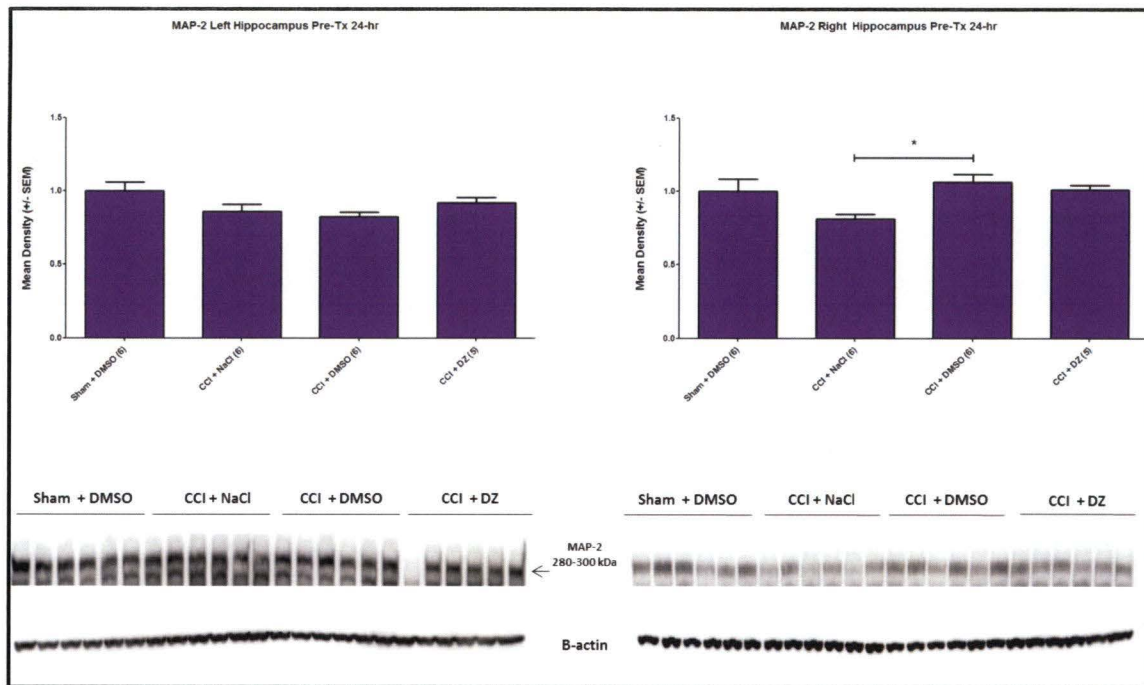 MAP-2 Left Hippocampus Pre-Tx 24-hr
Mean Density (+/- SEM)
1.5
1.0
0.5
0.0
Sham + DMSO (6)
CCI + NaCl (6)
CCI + DMSO (6)
CCI + DZ (5)
MAP-2 Right Hippocampus Pre-Tx 24-hr
Mean Density (+/- SEM)
1.5
1.0
0.5
0.0
*
Sham + DMSO (6)
CCI + NaCl (6)
CCI + DMSO (6)
CCI + DZ (5)
Sham + DMSO CCI + NaCl CCI + DMSO CCI + DZ
Sham + DMSO CCI + NaCl CCI + DMSO CCI + DZ
MAP-2
280-300 kDa
B-actin